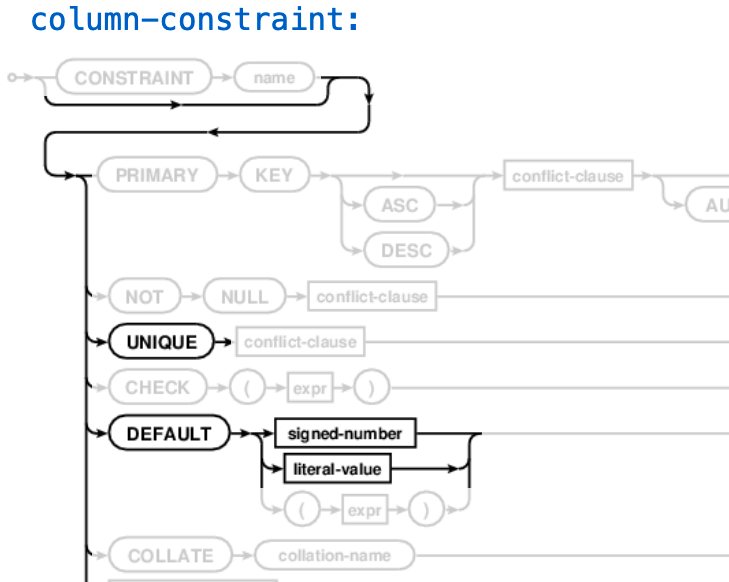 column-constraint:
CONSTRAINT name
PRIMARY KEY conflict-clause
ASC AU
DESC
NOT NULL conflict-clause
UNIQUE conflict-clause
CHECK ( expr )
DEFAULT signed-number
literal-value
( expr )
COLLATE collation-name